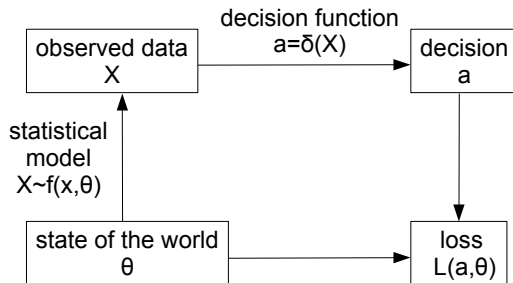 decision function
a=δ(X)
observed data
X
decision
a
statistical
model
X~f(x,θ)
state of the world
θ
loss
L(a,θ)